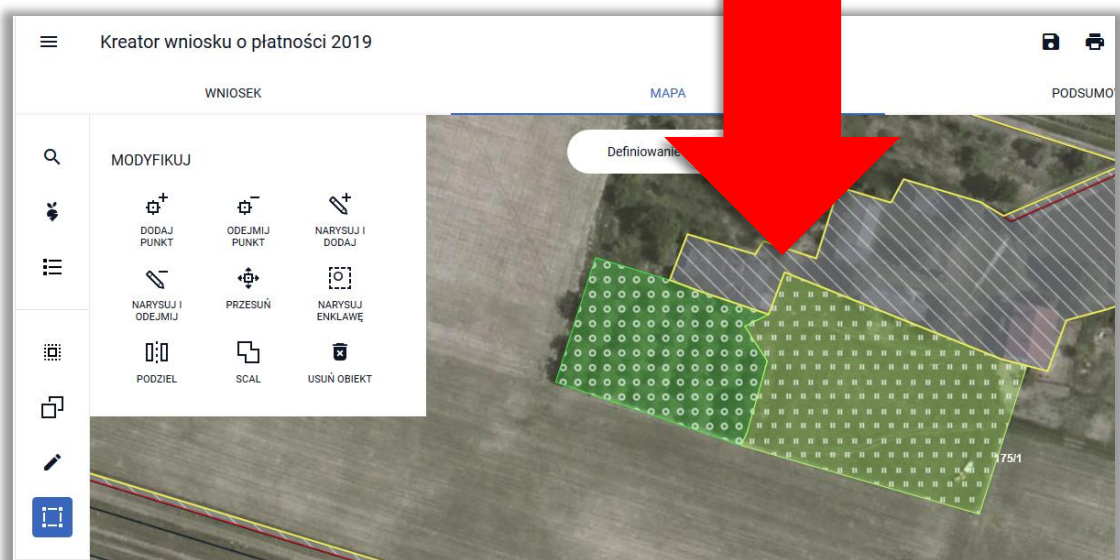 Kreator wniosku o płatności 2019
WNIOSEK
MAPA
MODYFIKUJ
Definiowanie
DODAJ
PUNKT
ODEJMIJ
PUNKT
NARYSUJ I
DODAJ
NARYSUJ I
ODEJMIJ
PRZESUŃ
NARYSUJ
ENKLAWĘ
PODZIEL
SCAL
USUŃ OBIEKT
175/1